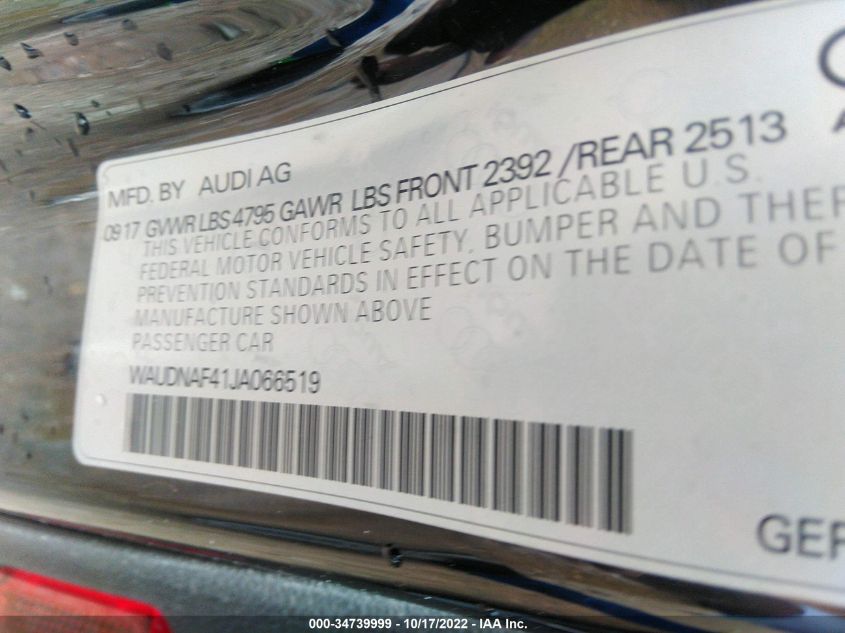 MFD. BY AUDI AG
09 17 GVWR LBS 4795 GAWR LBS FRONT 2392 /REAR 2513
THIS VEHICLE CONFORMS TO ALL APPLICABLE U.S.
FEDERAL MOTOR VEHICLE SAFETY, BUMPER AND THEF
PREVENTION STANDARDS IN EFFECT ON THE DATE OF
MANUFACTURE SHOWN ABOVE
PASSENGER CAR
WAUDNAF41JA066519
GER
000-34739999 - 10/17/2022 - IAA Inc.